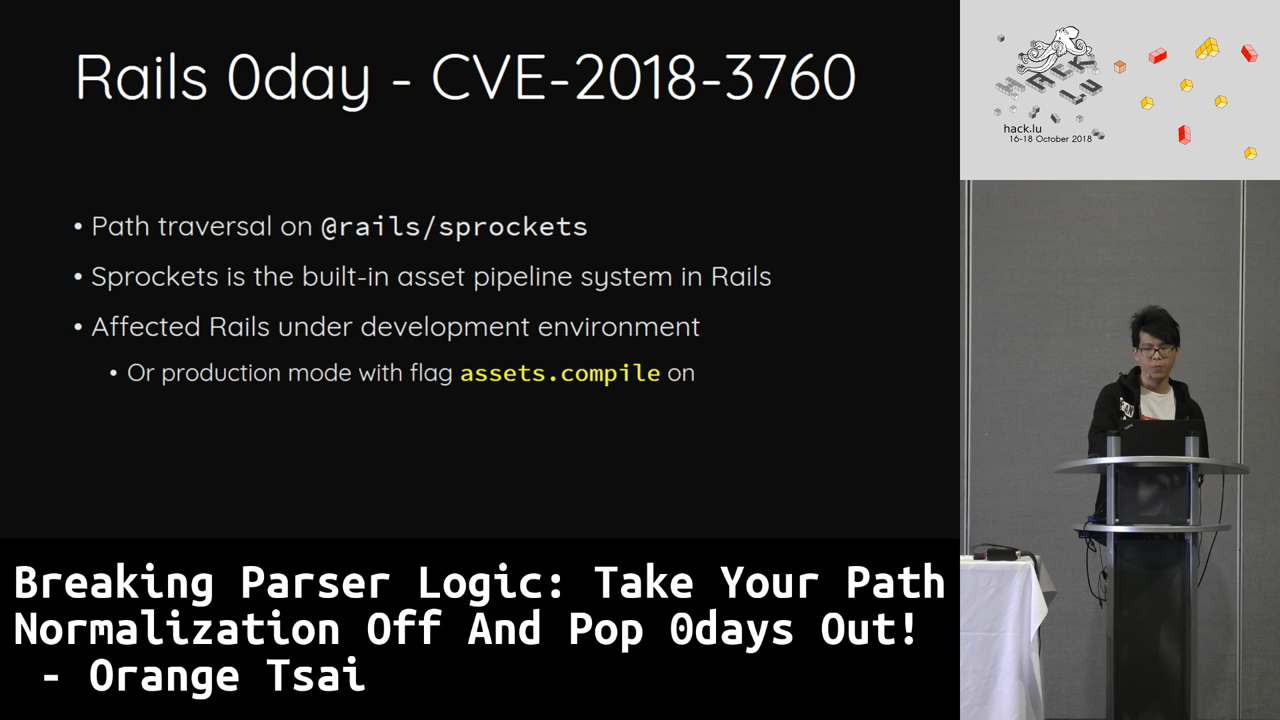 Rails 0day - CVE-2018-3760
• Path traversal on @rails/sprockets
• Sprockets is the built-in asset pipeline system in Rails
• Affected Rails under development environment
• Or production mode with flag assets.compile on
HACK
LU
hack.lu
16-18 October 2018
Breaking Parser Logic: Take Your Path
Normalization Off And Pop 0days Out!
- Orange Tsai